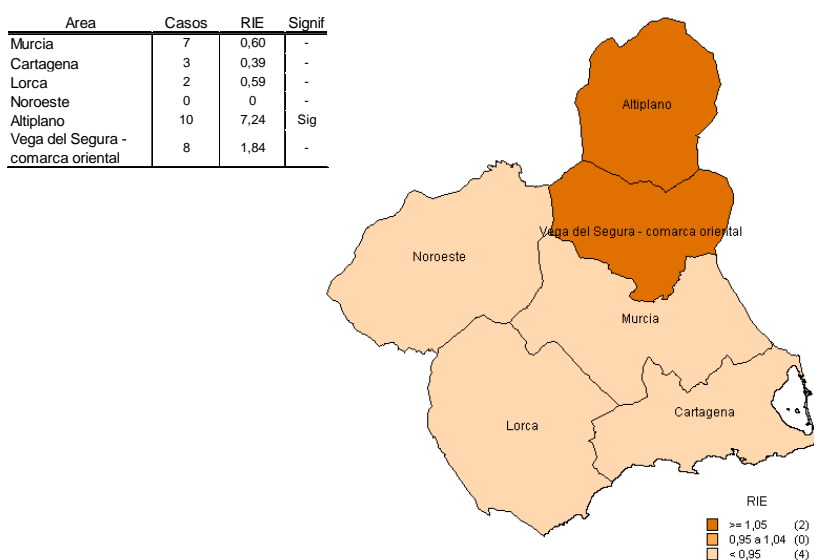 Area Casos RIE Signif
Murcia 7 0,60 -
Cartagena 3 0,39 -
Lorca 2 0,59 -
Noroeste 0 0 -
Altiplano 10 7,24 Sig
Vega del Segura -
comarca oriental 8 1,84 -
Altiplano
Vega del Segura - comarca oriental
Noroeste
Murcia
Cartagena
Lorca
RIE
>= 1,05 (2)
0,95 a 1,04 (0)
< 0,95 (4)